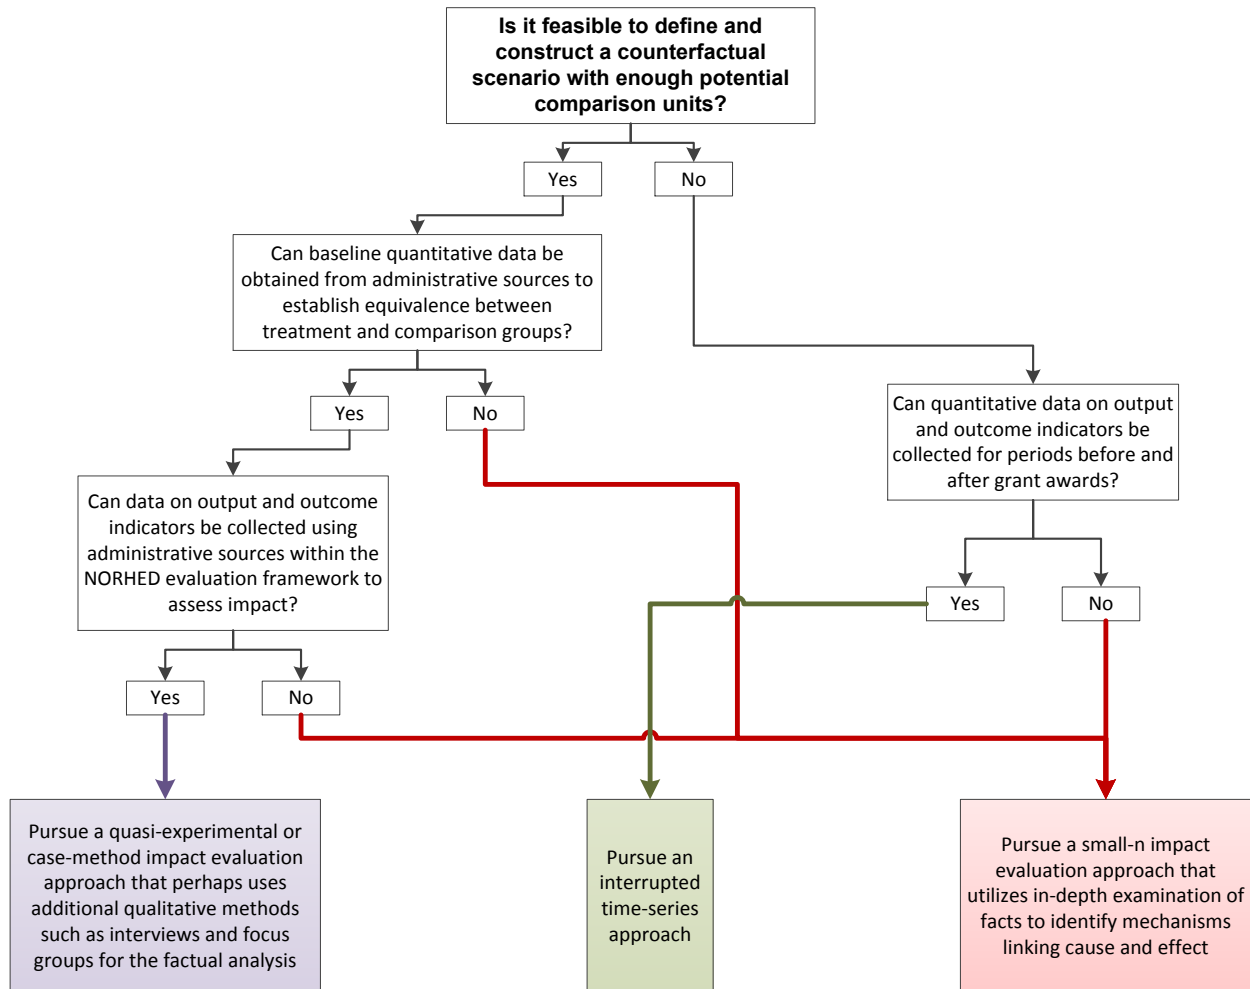 Is it feasible to define and
construct a counterfactual
scenario with enough potential
comparison units?
Yes
No
Can baseline quantitative data be
obtained from administrative sources to
establish equivalence between
treatment and comparison groups?
Yes
No
Can quantitative data on output
and outcome indicators be
collected for periods before and
after grant awards?
Can data on output and outcome
indicators be collected using
administrative sources within the
NORHED evaluation framework to
assess impact?
Yes
No
Yes
No
Pursue a quasi-experimental or
case-method impact evaluation
approach that perhaps uses
additional qualitative methods
such as interviews and focus
groups for the factual analysis
Pursue an
interrupted
time-series
approach
Pursue a small-n impact
evaluation approach that
utilizes in-depth examination of
facts to identify mechanisms
linking cause and effect